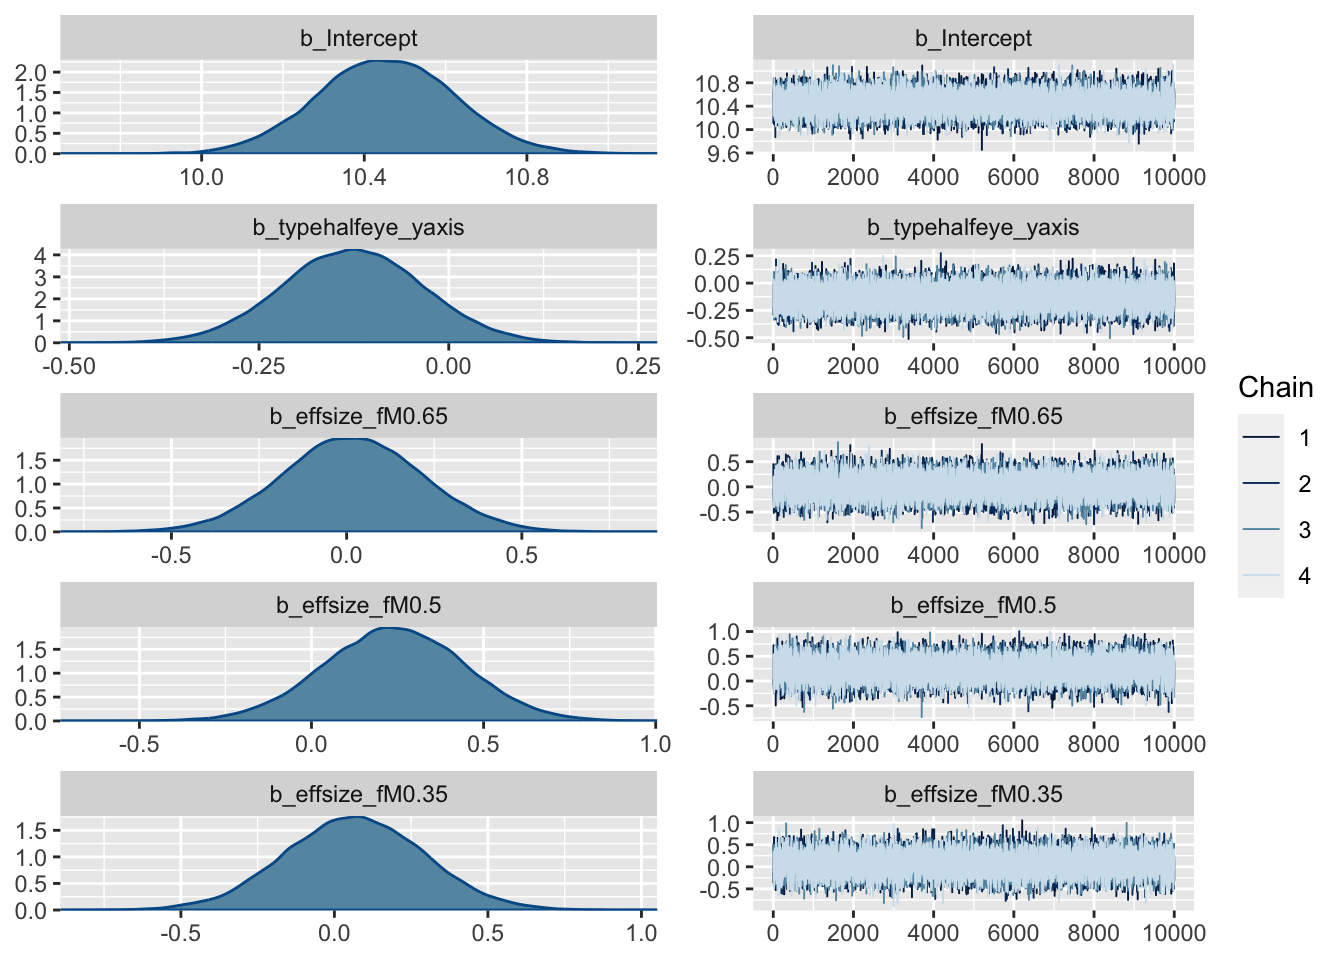 b_Intercept
2.0
1.5
1.0
0.5
0.0
10.0 10.4 10.8
b_Intercept
10.8
10.4
10.0
9.6
0 2000 4000 6000 8000 10000
b_typehalfeye_yaxis
4
3
2
1
0
-0.50 -0.25 0.00 0.25
b_typehalfeye_yaxis
0.25
0.00
-0.25
-0.50
0 2000 4000 6000 8000 10000
b_effsize_fM0.65
1.5
1.0
0.5
0.0
-0.5 0.0 0.5
b_effsize_fM0.65
0.5
0.0
-0.5
0 2000 4000 6000 8000 10000
b_effsize_fM0.5
1.5
1.0
0.5
0.0
-0.5 0.0 0.5 1.0
b_effsize_fM0.5
1.0
0.5
0.0
-0.5
0 2000 4000 6000 8000 10000
b_effsize_fM0.35
1.5
1.0
0.5
0.0
-0.5 0.0 0.5 1.0
b_effsize_fM0.35
1.0
0.5
0.0
-0.5
0 2000 4000 6000 8000 10000
Chain
1
2
3
4